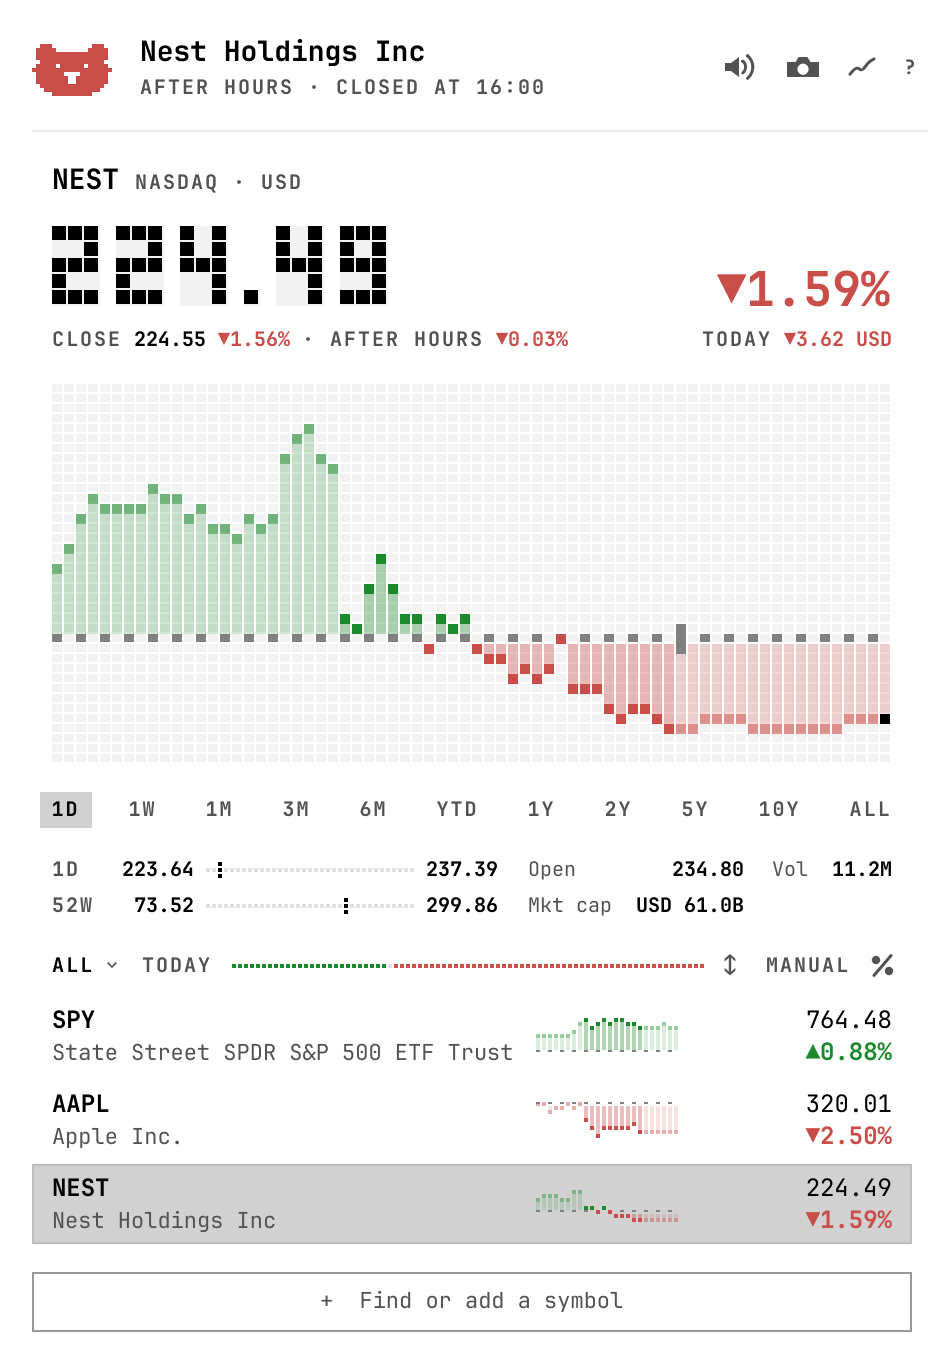 Nest Holdings Inc
AFTER HOURS · CLOSED AT 16:00
?
NEST NASDAQ · USD
224.49
▼1.59%
CLOSE 224.55 ▼1.56% · AFTER HOURS ▼0.03%
TODAY ▼3.62 USD
1D 1W 1M 3M 6M YTD 1Y 2Y 5Y 10Y ALL
1D 223.64 237.39 Open 234.80 Vol 11.2M
52W 73.52 299.86 Mkt cap USD 61.0B
ALL TODAY MANUAL %
SPY 764.48
State Street SPDR S&P 500 ETF Trust ▲0.88%
AAPL 320.01
Apple Inc. ▼2.50%
NEST 224.49
Nest Holdings Inc ▼1.59%
+ Find or add a symbol